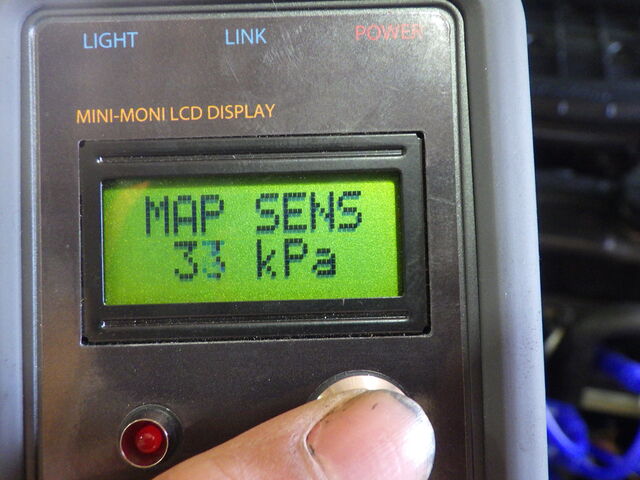 LIGHT LINK POWER
MINI-MONI LCD DISPLAY
MAP SENS
33 kPa